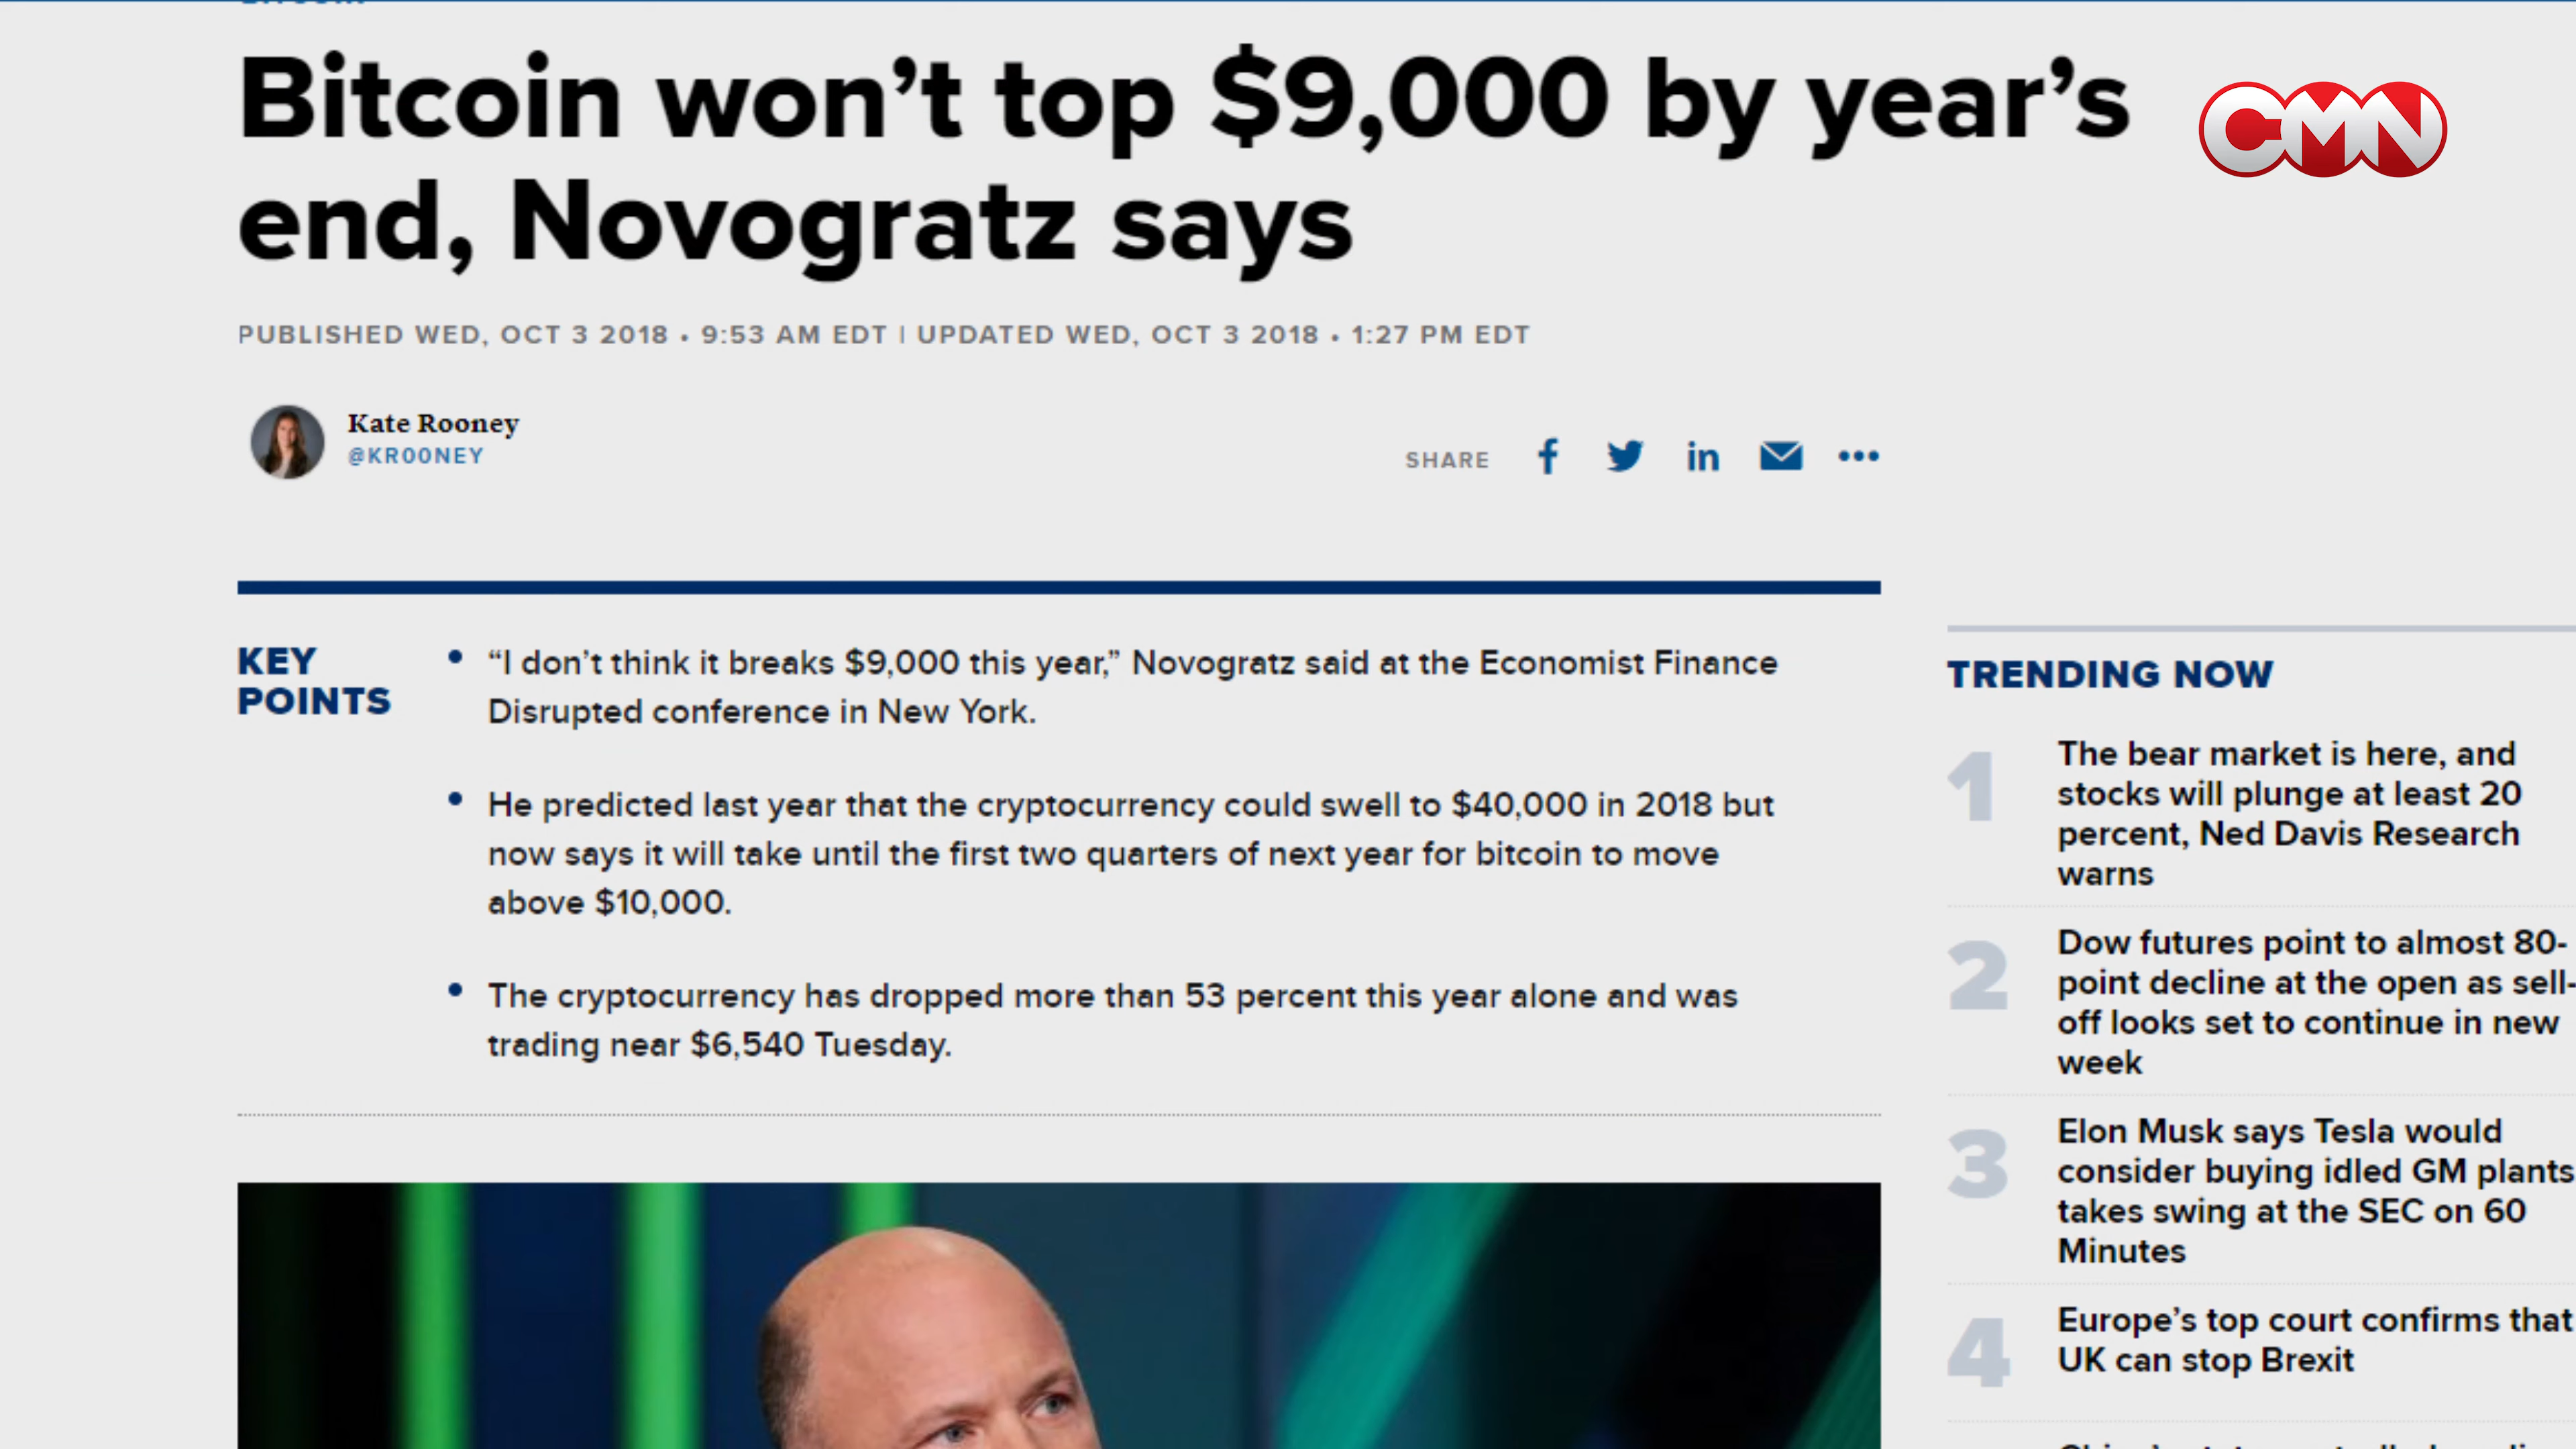 Bitcoin won’t top $9,000 by year’s
end, Novogratz says
CMN
PUBLISHED WED, OCT 3 2018 • 9:53 AM EDT | UPDATED WED, OCT 3 2018 • 1:27 PM EDT
Kate Rooney
@KR00NEY
SHARE
KEY
POINTS
• “I don’t think it breaks $9,000 this year,” Novogratz said at the Economist Finance
Disrupted conference in New York.
• He predicted last year that the cryptocurrency could swell to $40,000 in 2018 but
now says it will take until the first two quarters of next year for bitcoin to move
above $10,000.
• The cryptocurrency has dropped more than 53 percent this year alone and was
trading near $6,540 Tuesday.
TRENDING NOW
1
The bear market is here, and
stocks will plunge at least 20
percent, Ned Davis Research
warns
2
Dow futures point to almost 80-
point decline at the open as sell-
off looks set to continue in new
week
3
Elon Musk says Tesla would
consider buying idled GM plants
takes swing at the SEC on 60
Minutes
4
Europe’s top court confirms that
UK can stop Brexit